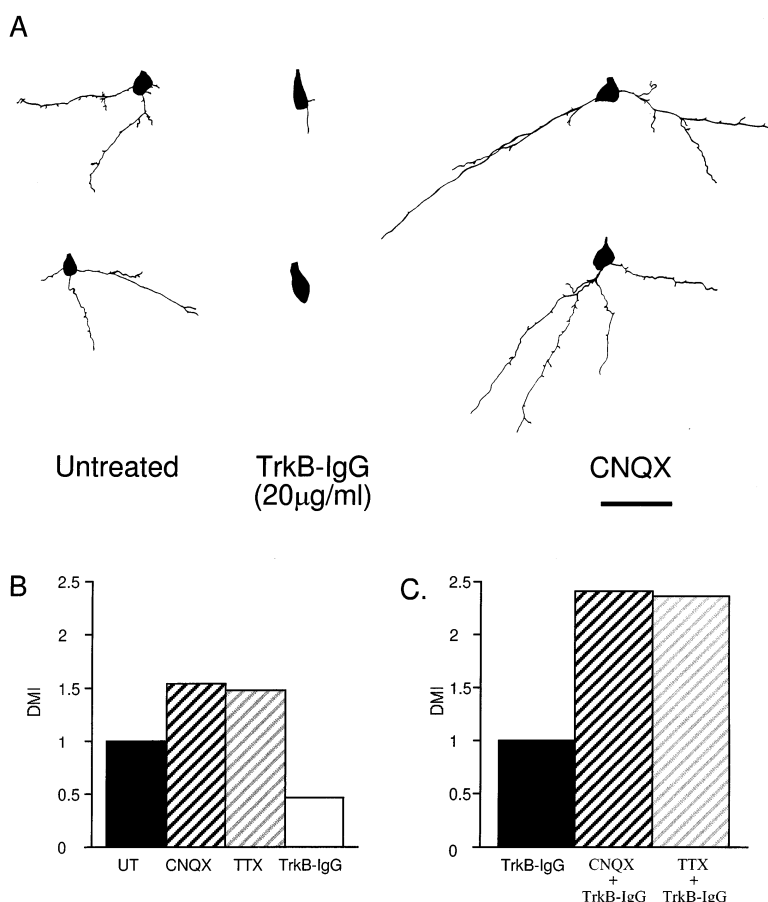 A
Untreated
TrkB-IgG
(20µg/ml)
CNQX
B
2.5
2
1.5
1
0.5
0
DMI
UT
CNQX
TTX
TrkB-IgG
C.
2.5
2
1.5
1
0.5
0
DMI
TrkB-IgG
CNQX
+
TrkB-IgG
TTX
+
TrkB-IgG